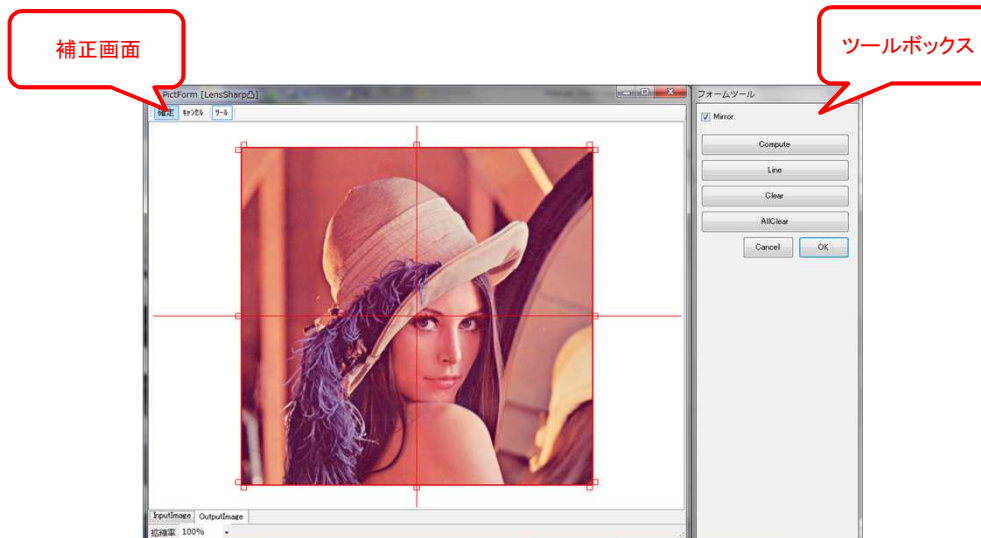 補正画面
ツールボックス
PictForm [LensSharp凸]
フォームツール
確定 ｷｬﾝｾﾙ ﾂｰﾙ
Mirror
Compute
Line
Clear
AllClear
Cancel OK
InputImage OutputImage
拡縮率 100%